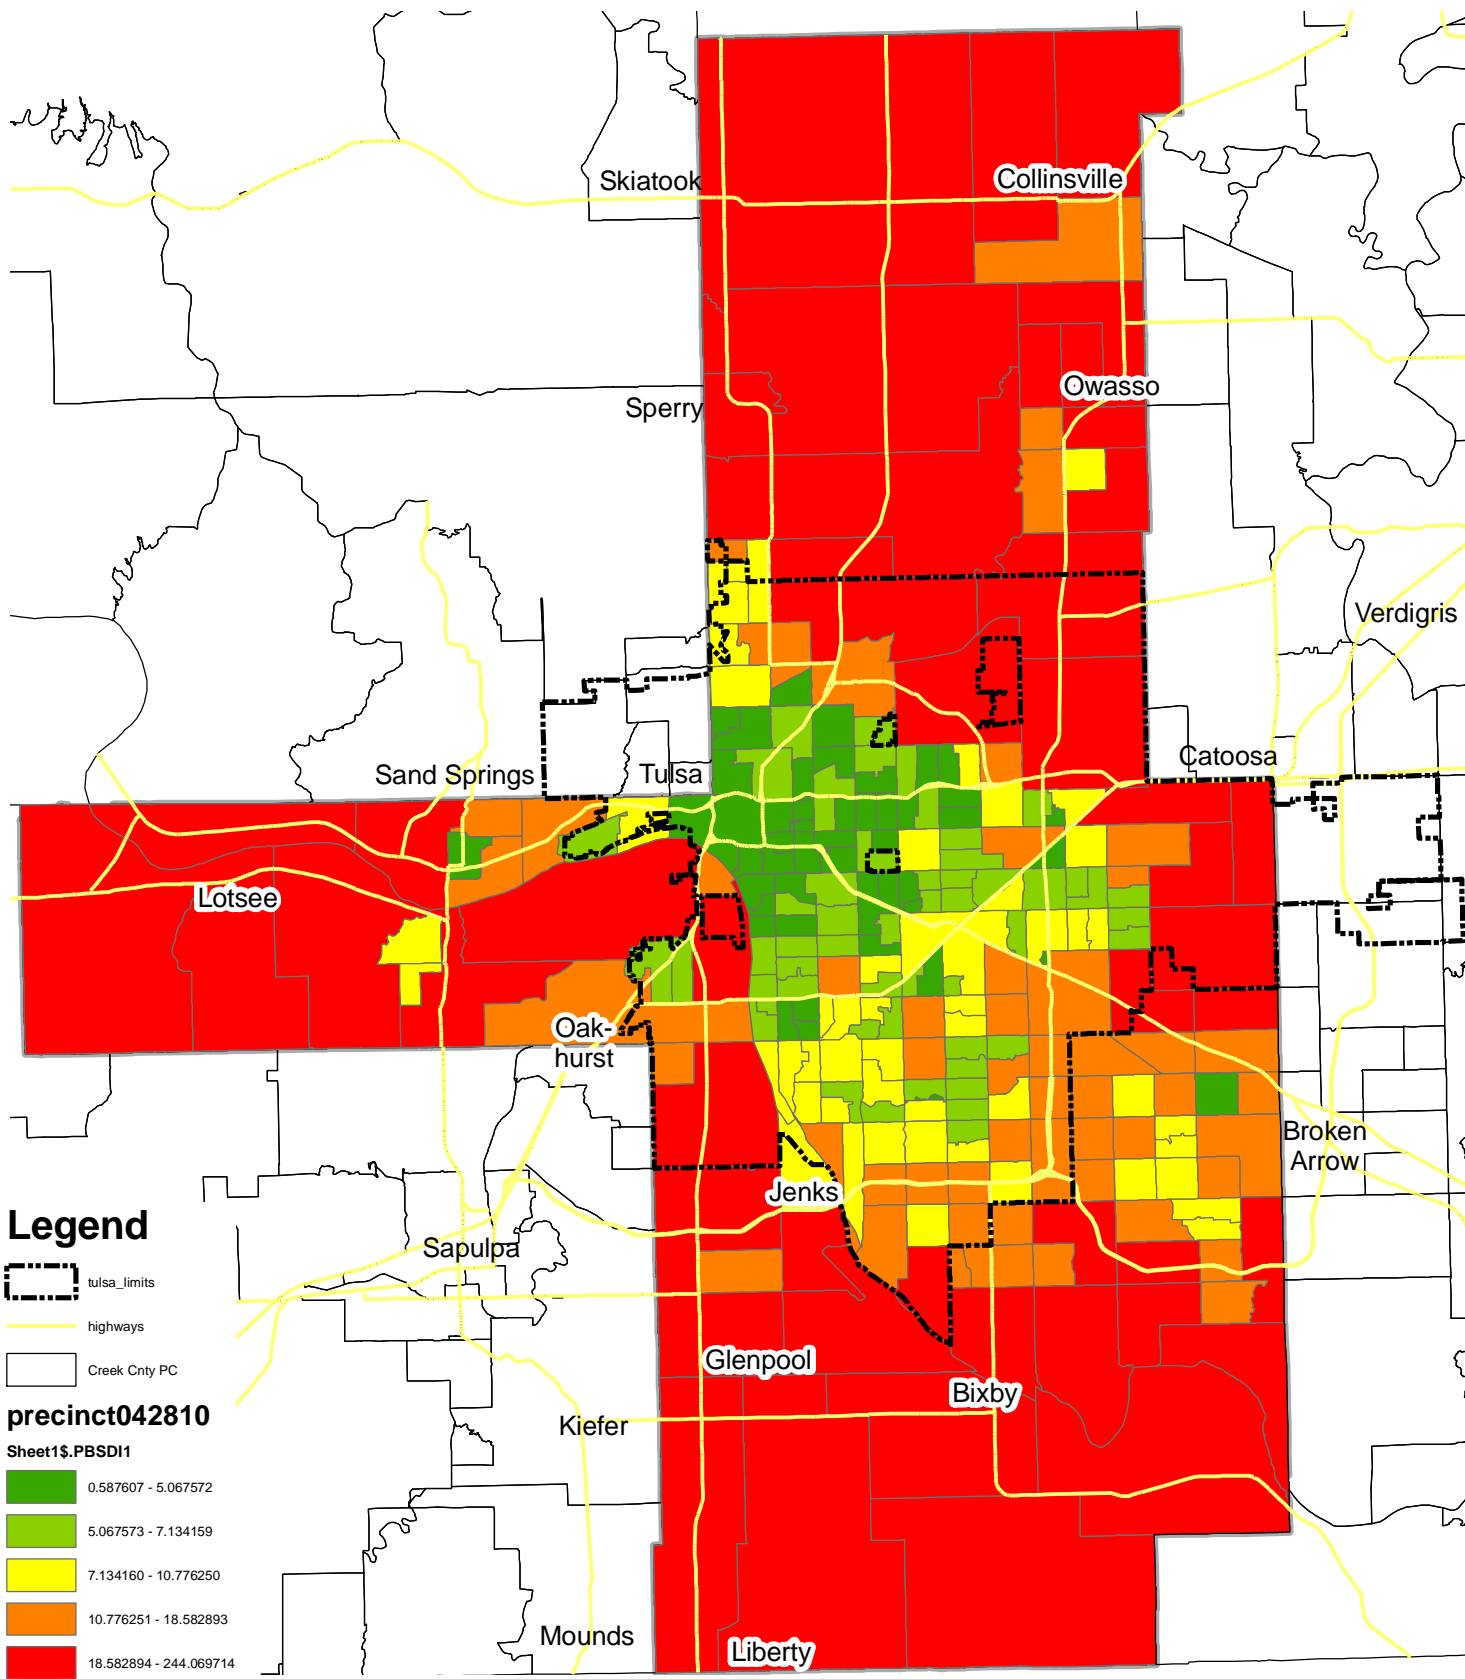 Skiatook
Collinsville
Owasso
Sperry
Verdigris
Catoosa
Sand Springs
Tulsa
Lotsee
Oak-
hurst
Broken
Arrow
Jenks
Sapulpa
Glenpool
Bixby
Kiefer
Mounds
Liberty
Legend
tulsa_limits
highways
Creek Cnty PC
precinct042810
Sheet1$.PBSDI1
0.587607 - 5.067572
5.067573 - 7.134159
7.134160 - 10.776250
10.776251 - 18.582893
18.582894 - 244.069714